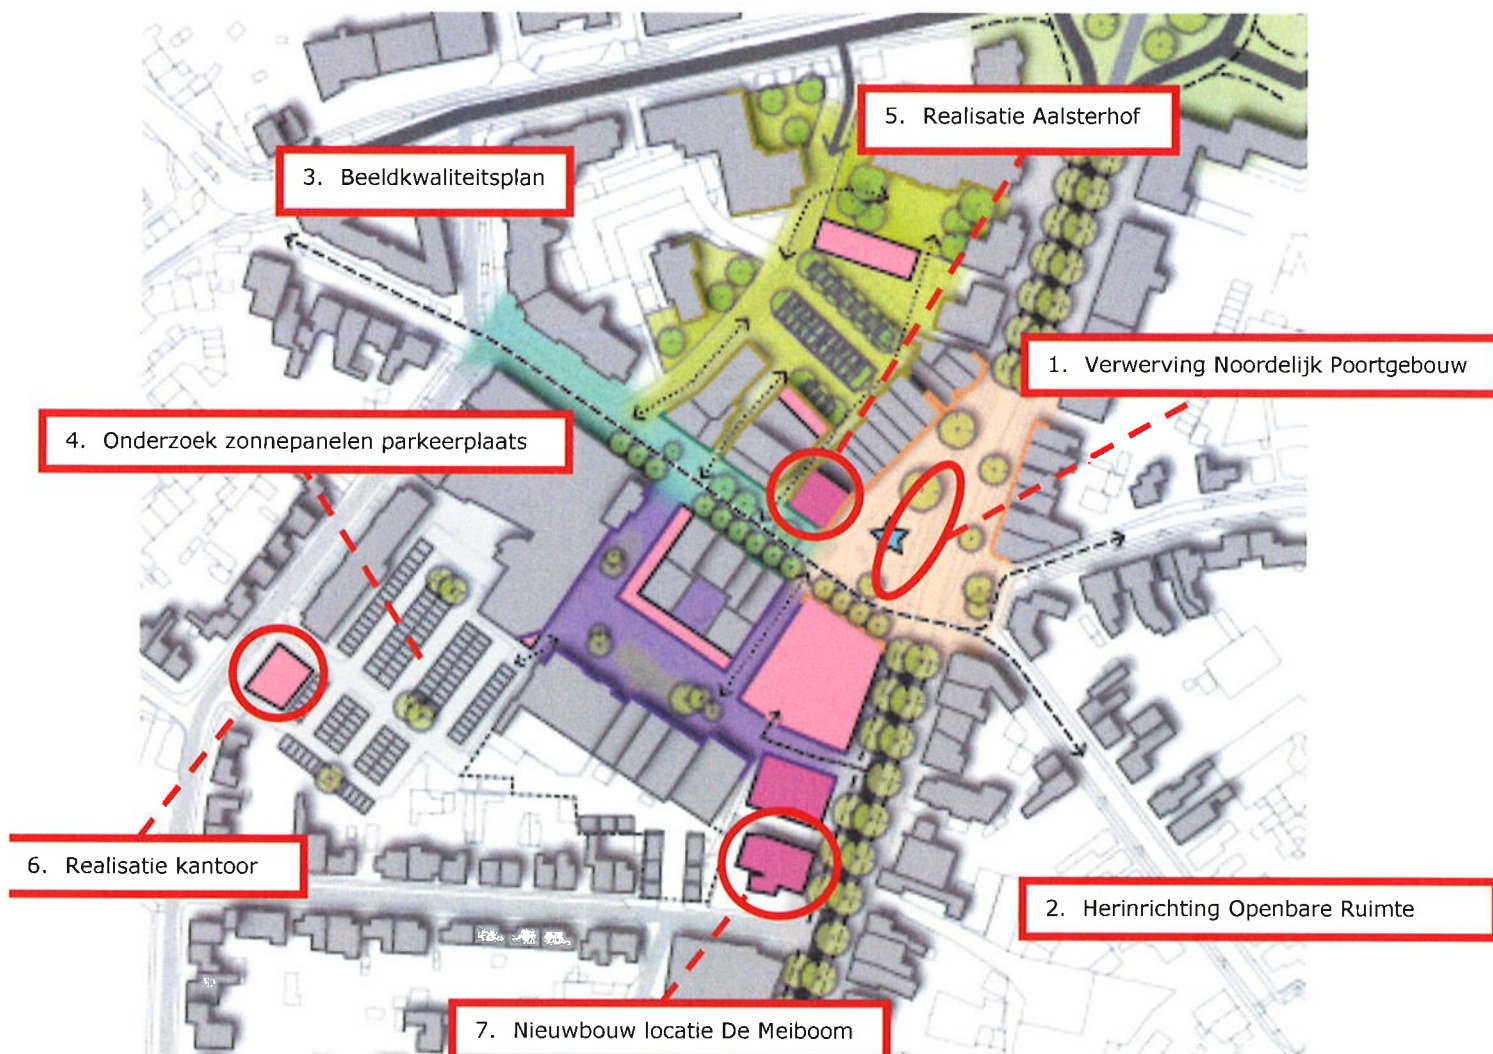 5. Realisatie Aalsterhof
3. Beeldkwaliteitsplan
1. Verwerving Noordelijk Poortgebouw
4. Onderzoek zonnepanelen parkeerplaats
6. Realisatie kantoor
2. Herinrichting Openbare Ruimte
7. Nieuwbouw locatie De Meiboom